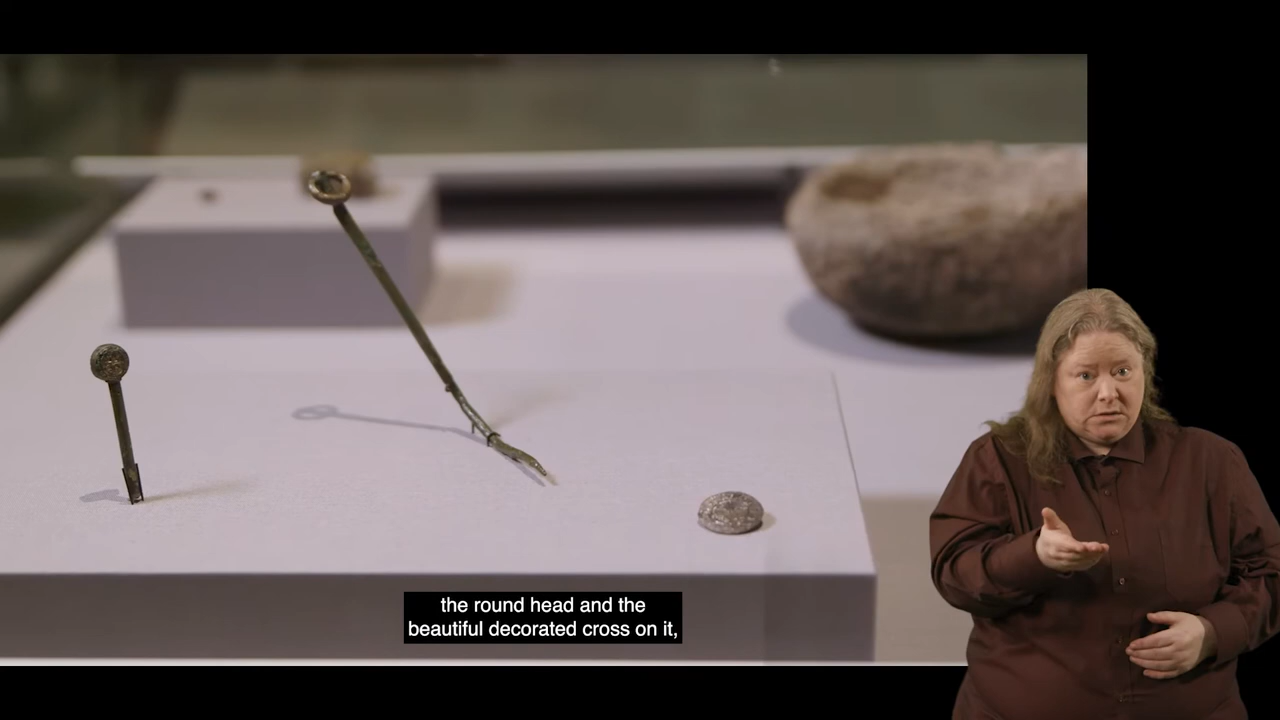 the round head and the
beautiful decorated cross on it,